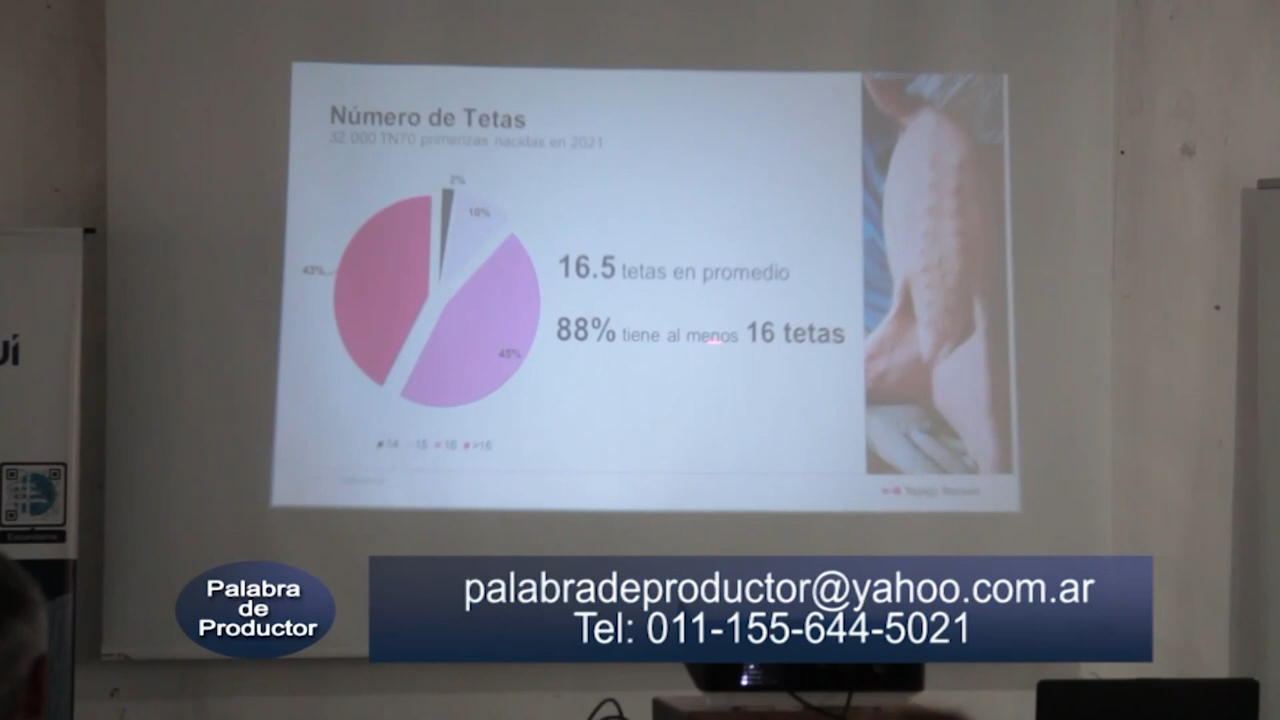 Número de Tetas
32 000 TN70 primerizas nacidas en 2021
2%
10%
43%
45%
16.5 tetas en promedio
88% tiene al menos 16 tetas
14 15 16 >16
Palabra
de
Productor
palabradeproductor@yahoo.com.ar
Tel: 011-155-644-5021